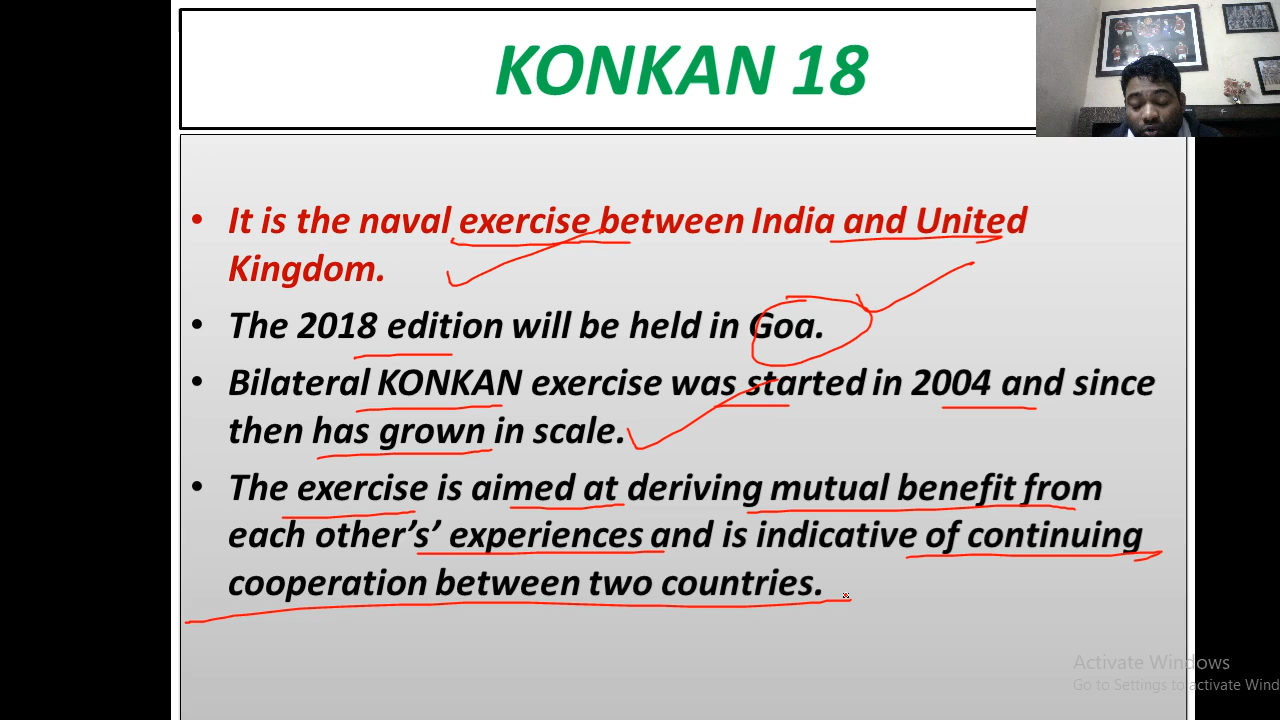 KONKAN 18
• It is the naval exercise between India and United
Kingdom.
• The 2018 edition will be held in Goa.
• Bilateral KONKAN exercise was started in 2004 and since
then has grown in scale.
• The exercise is aimed at deriving mutual benefit from
each other's' experiences and is indicative of continuing
cooperation between two countries.
Activate Windows
Go to Settings to activate Wind